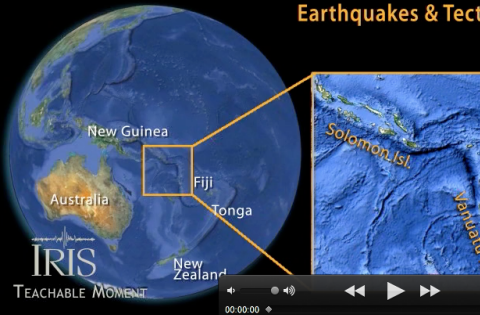 Earthquakes & Tect
New Guinea
Solomon Isl.
Fiji
Australia
Vanuatu
Tonga
New
Zealand
IRIS
TEACHABLE MOMENT
00:00:00